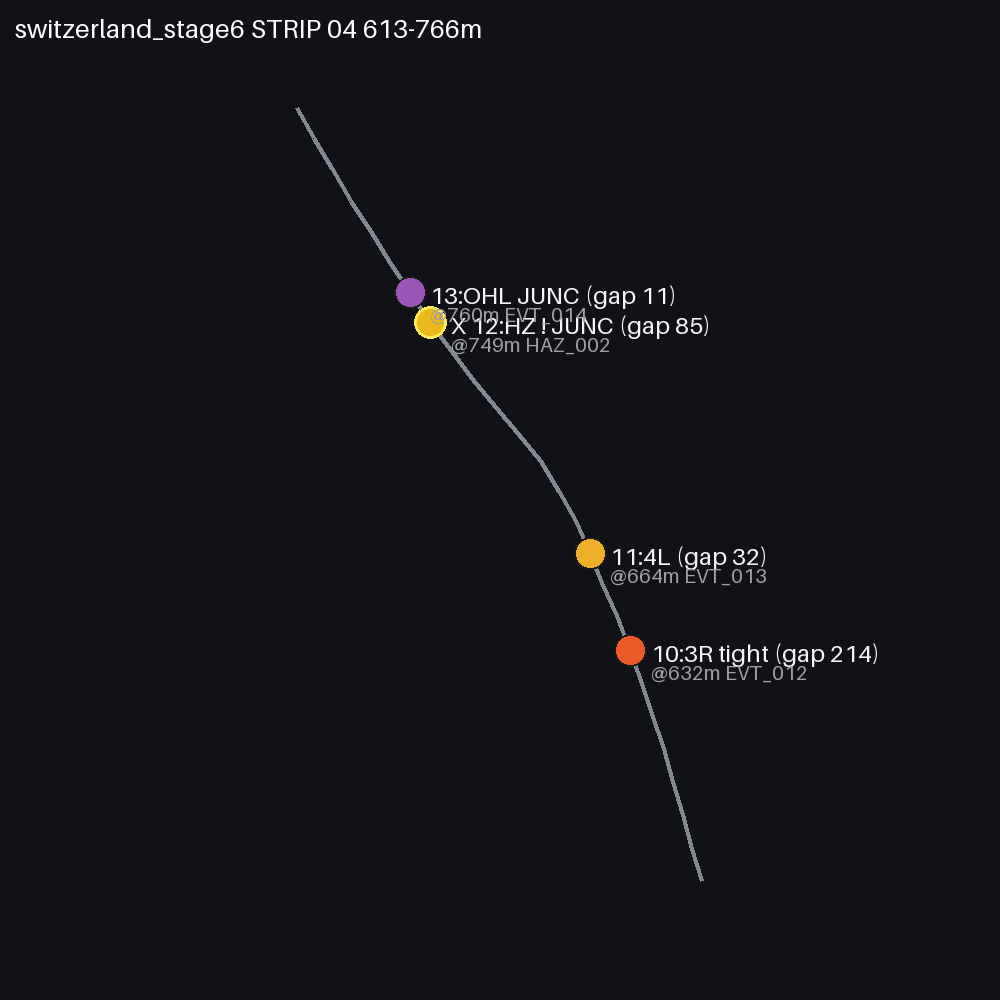 switzerland_stage6 STRIP 04 613-766m
13:OHL JUNC (gap 11)
@760m EVT_014
X 12:HZ ! JUNC (gap 85)
@749m HAZ_002
11:4L (gap 32)
@664m EVT_013
10:3R tight (gap 214)
@632m EVT_012